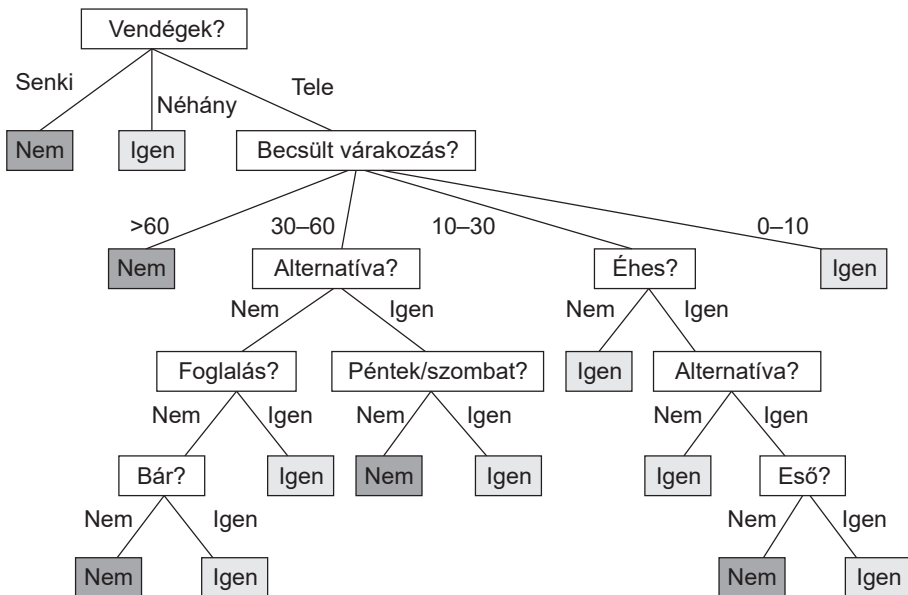 Vendégek?
Senki
Néhány
Tele
Nem
Igen
Becsült várakozás?
>60
30–60
10–30
0–10
Nem
Alternatíva?
Éhes?
Igen
Nem
Igen
Nem
Igen
Foglalás?
Péntek/szombat?
Igen
Alternatíva?
Nem
Igen
Nem
Igen
Nem
Igen
Bár?
Igen
Nem
Igen
Igen
Eső?
Nem
Igen
Nem
Igen
Nem
Igen
Nem
Igen